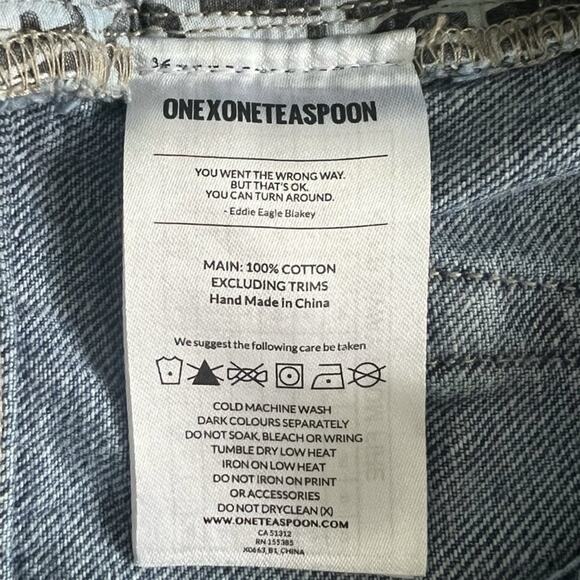 ONEXONETEASPOON
YOU WENT THE WRONG WAY.
BUT THAT'S OK.
YOU CAN TURN AROUND.
- Eddie Eagle Blakey
MAIN: 100% COTTON
EXCLUDING TRIMS
Hand Made in China
We suggest the following care be taken
COLD MACHINE WASH
DARK COLOURS SEPARATELY
DO NOT SOAK, BLEACH OR WRING
TUMBLE DRY LOW HEAT
IRON ON LOW HEAT
DO NOT IRON ON PRINT
OR ACCESSORIES
DO NOT DRYCLEAN (X)
WWW.ONETEASPOON.COM
CA 51312
RN 155385
X0663_B1_CHINA